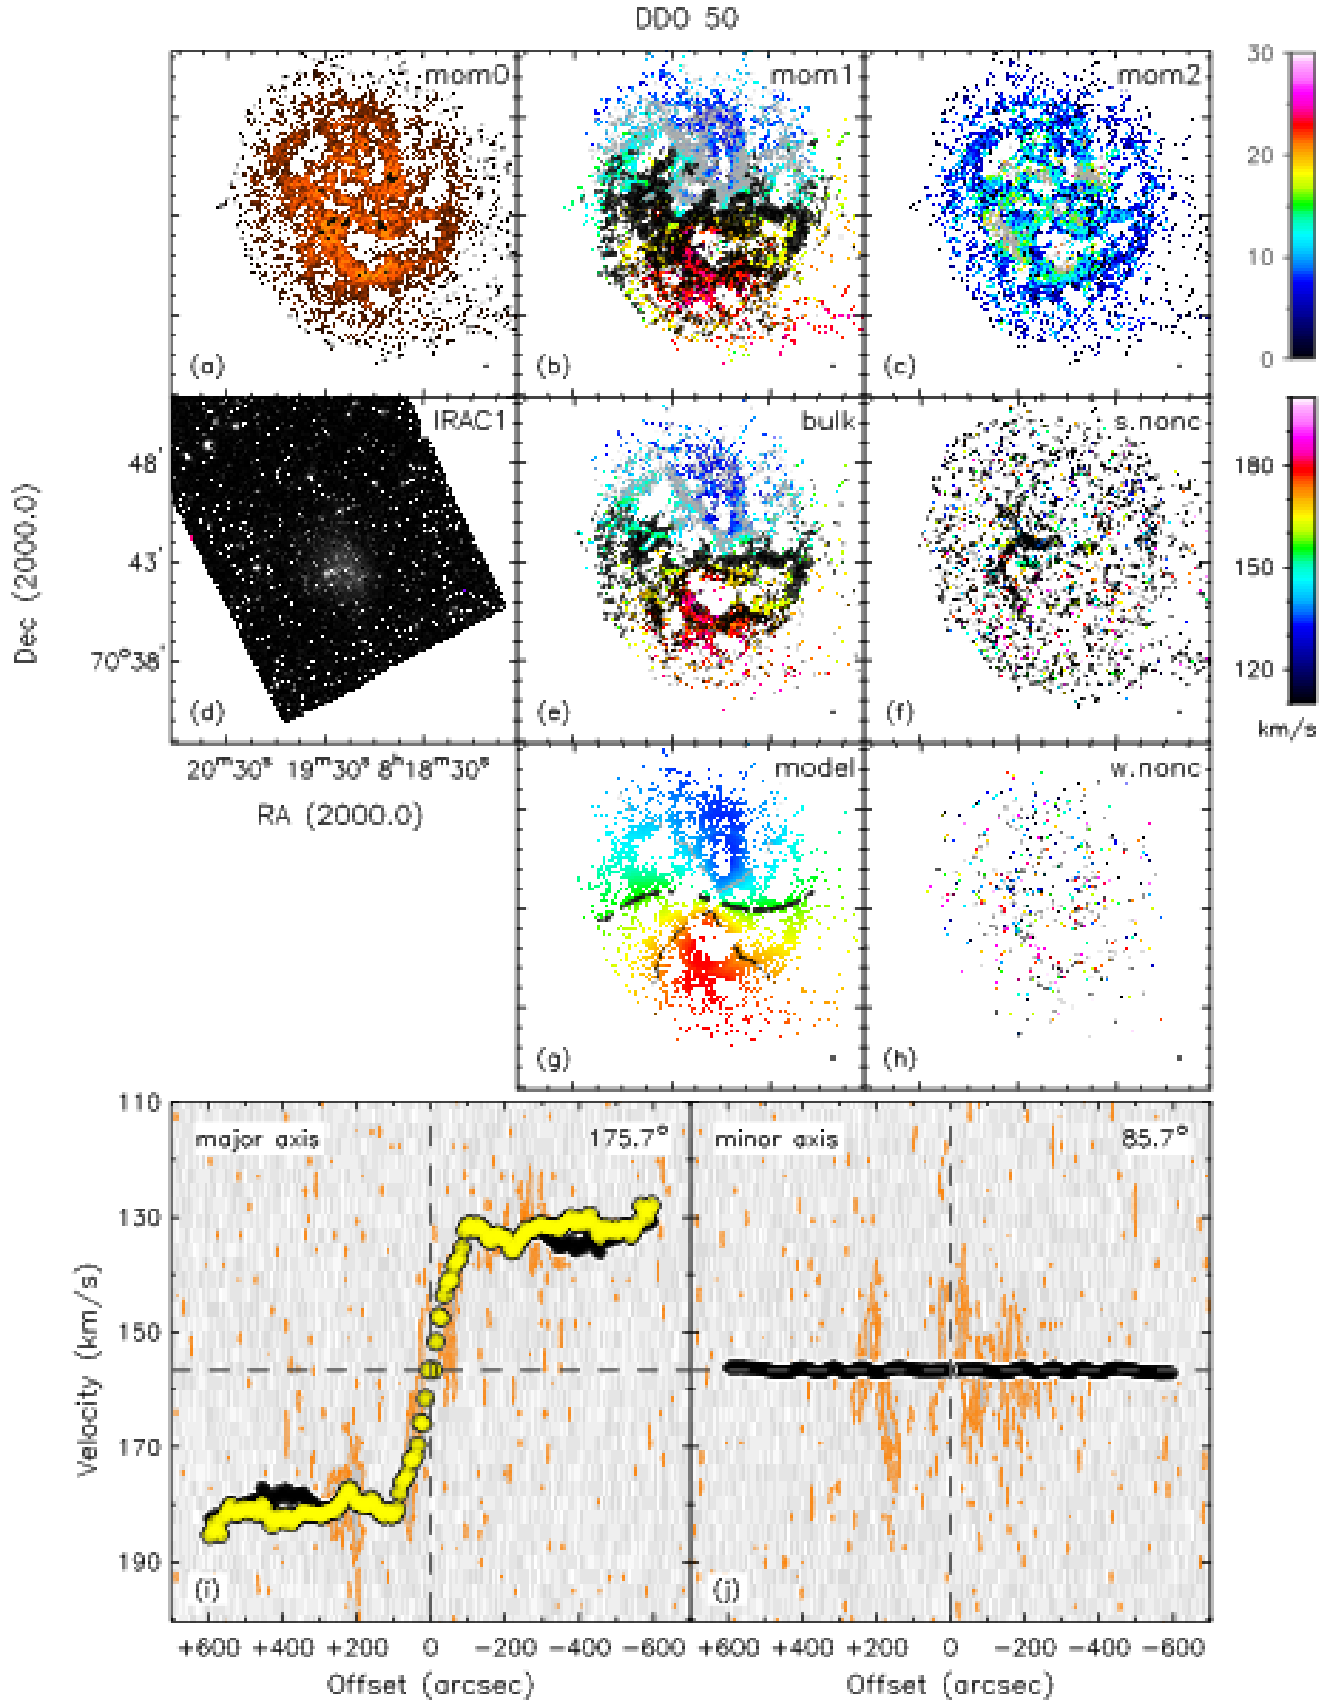 DDO 50
mom0
mom1
mom2
30
20
10
0
(a)
(b)
(c)
IRAC1
bulk
s.nonc
48'
43'
70°38'
Dec (2000.0)
180
150
120
km/s
(d)
(e)
(f)
20ᵐ30ˢ 19ᵐ30ˢ 8ʰ18ᵐ30ˢ
RA (2000.0)
model
w.nonc
(g)
(h)
110
130
150
170
190
Velocity (km/s)
major axis
175.7°
minor axis
85.7°
(i)
(j)
+600 +400 +200 0 −200 −400 −600
+600 +400 +200 0 −200 −400 −600
Offset (arcsec)
Offset (arcsec)